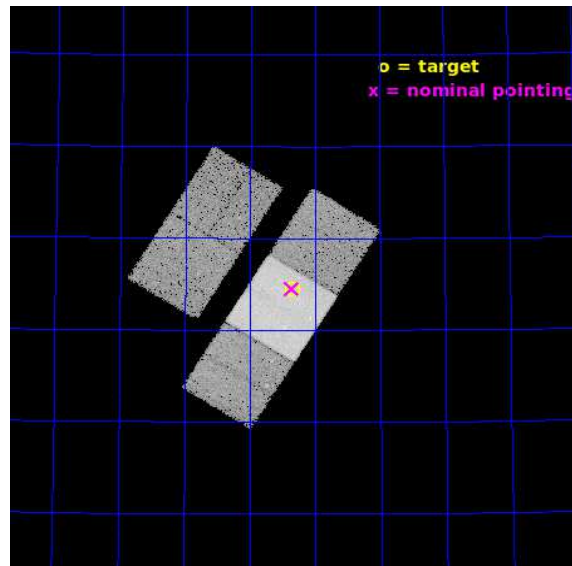 o = target
x = nominal pointing